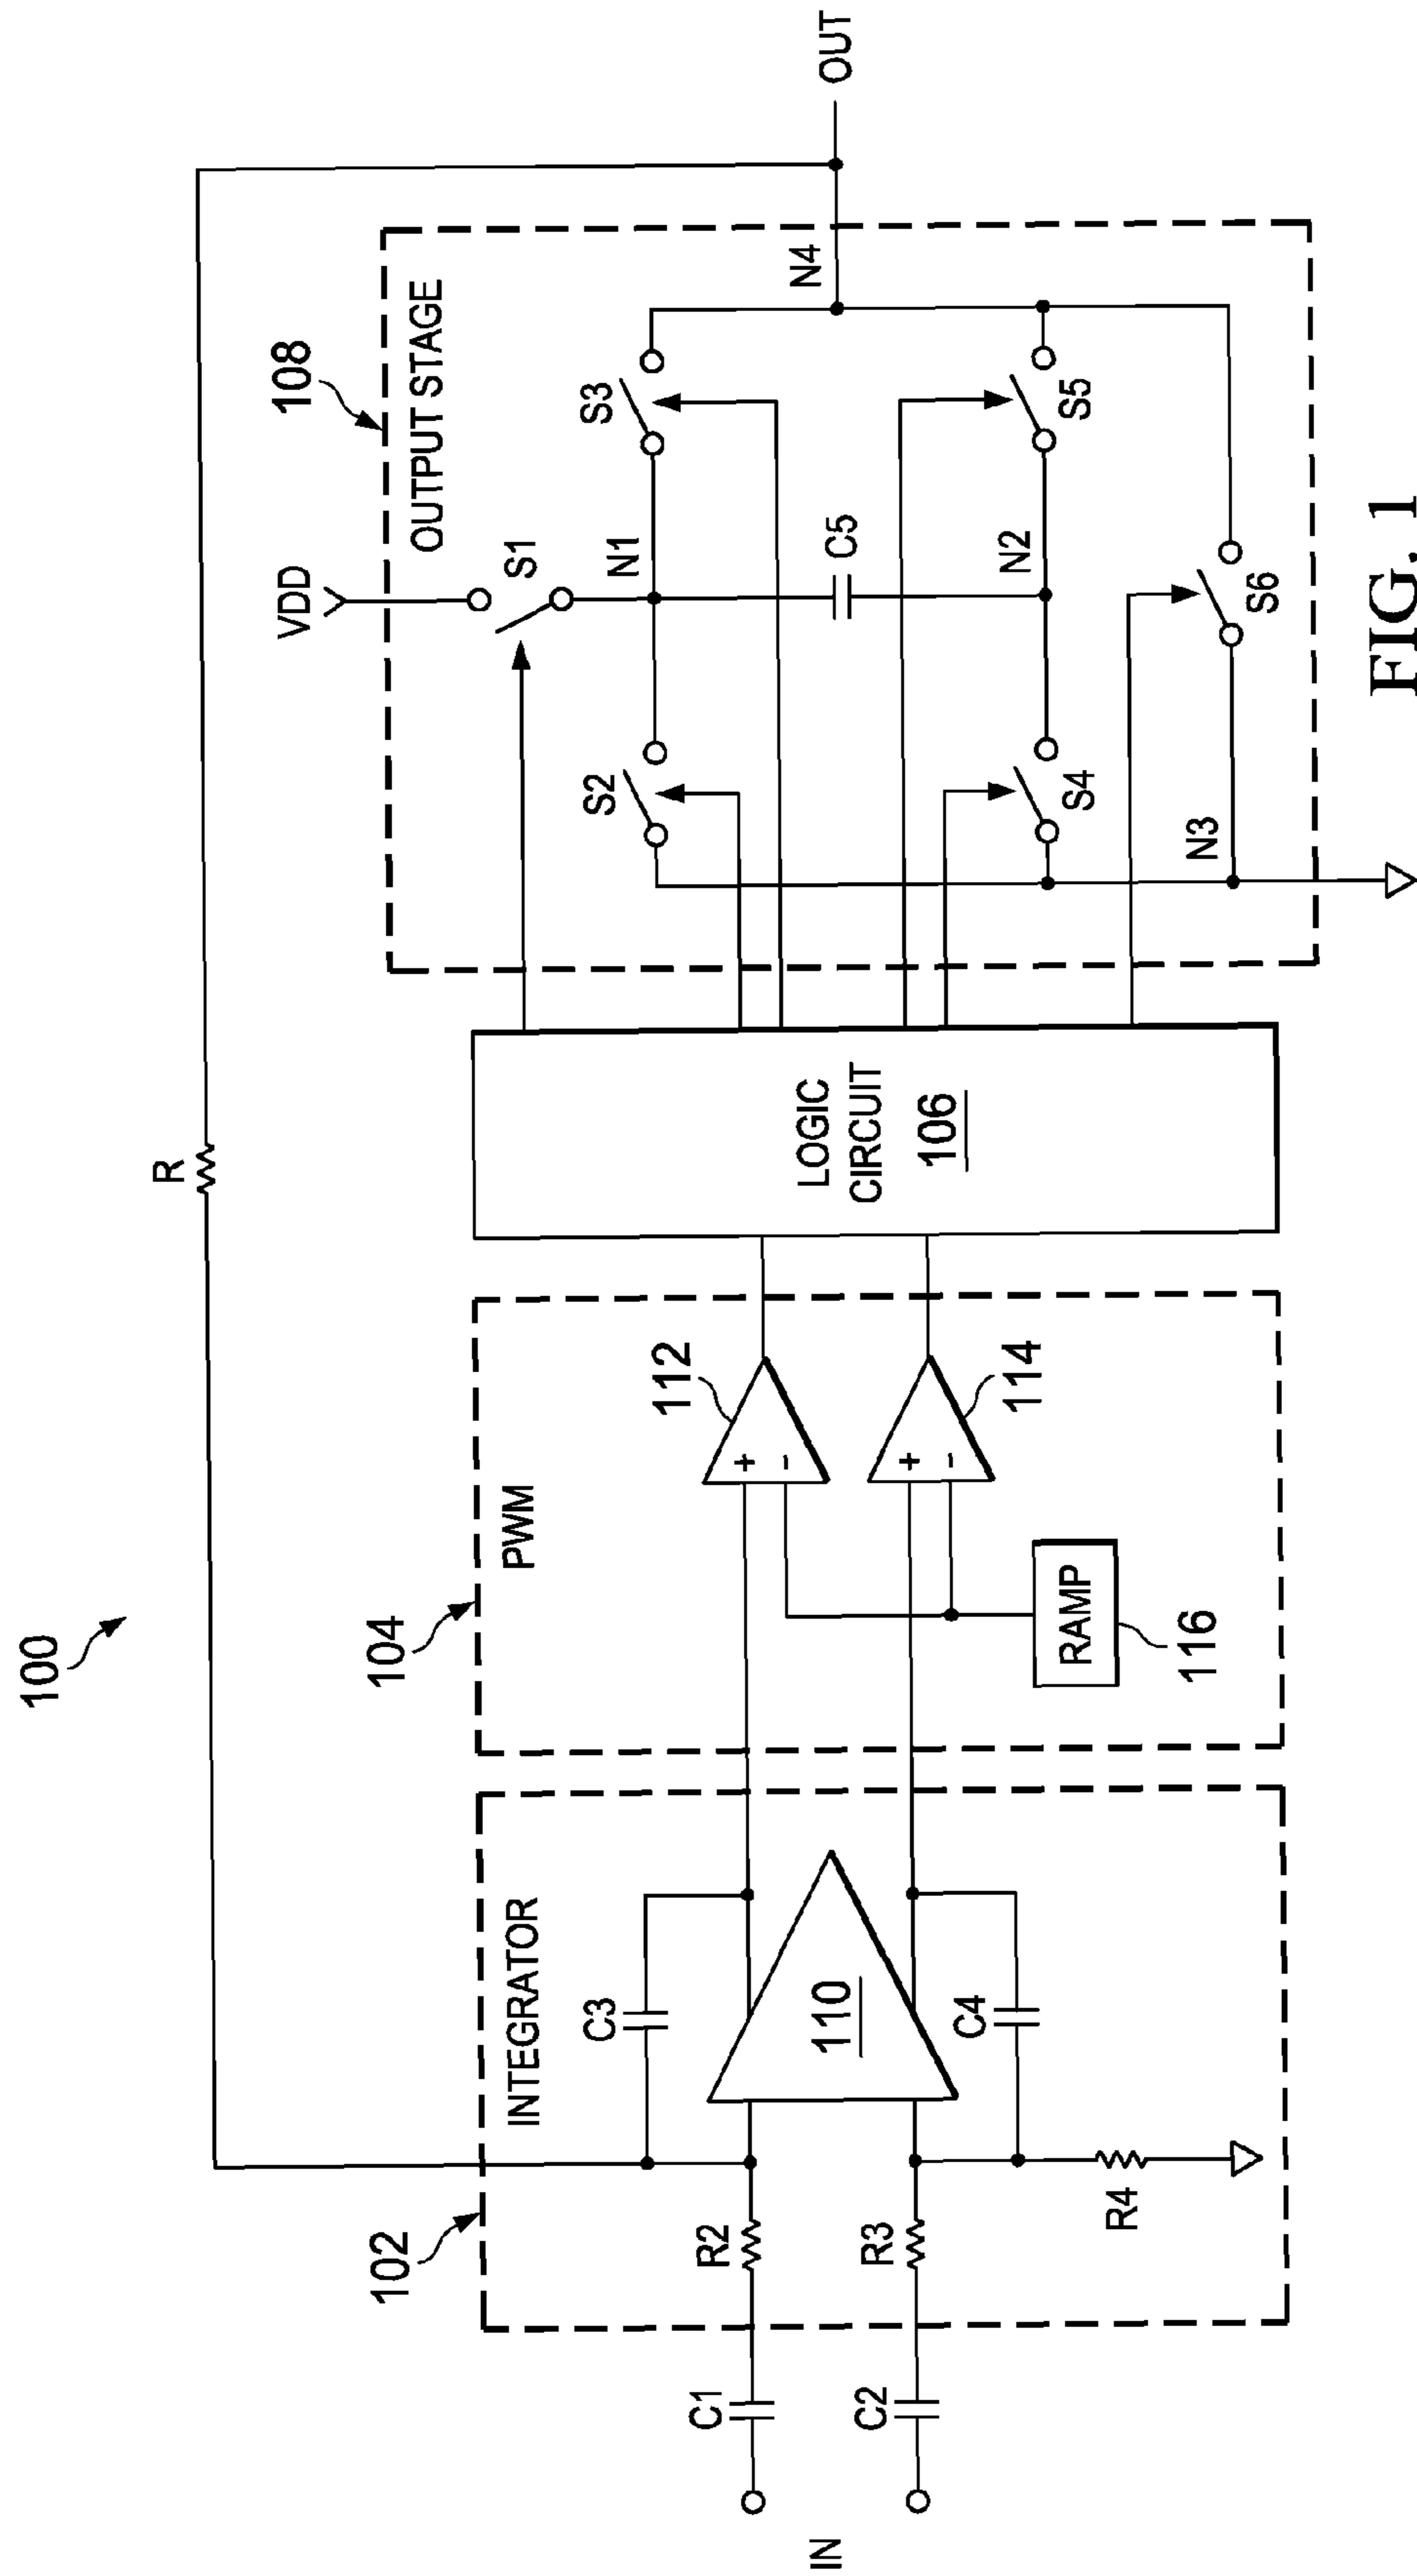 100
R
108
VDD
OUTPUT STAGE
S1
102
104
INTEGRATOR
PWM
C3
112
S2
N1
S3
C1
R2
N4
IN
110
LOGIC
CIRCUIT
106
C5
OUT
C2
R3
C4
114
+
-
+
-
N2
S4
S5
R4
RAMP
116
N3
S6
FIG. 1